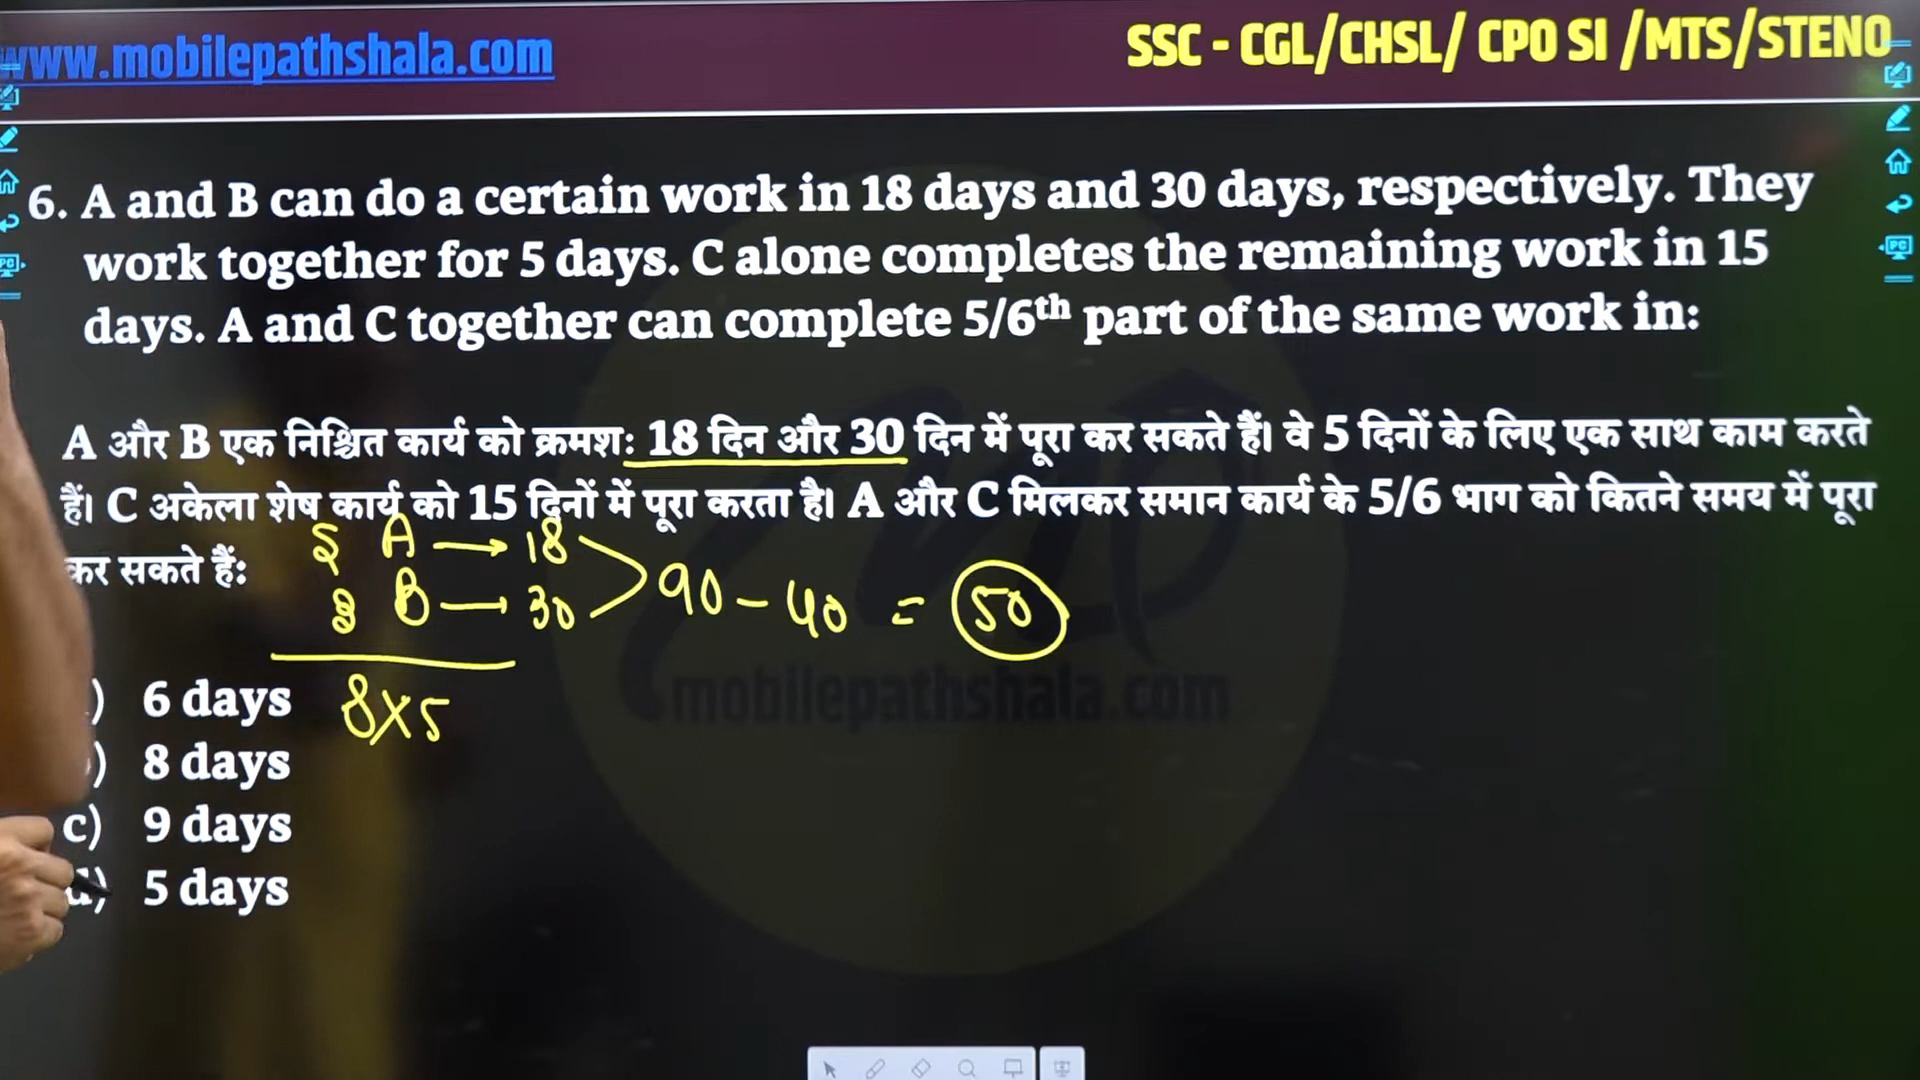 www.mobilepathshala.com
SSC - CGL/CHSL/ CPO SI /MTS/STENO
6. A and B can do a certain work in 18 days and 30 days, respectively. They
work together for 5 days. C alone completes the remaining work in 15
days. A and C together can complete 5/6th part of the same work in:
A और B एक निश्चित कार्य को क्रमश: 18 दिन और 30 दिन में पूरा कर सकते हैं। वे 5 दिनों के लिए एक साथ काम करते
हैं। C अकेला शेष कार्य को 15 दिनों में पूरा करता है। A और C मिलकर समान कार्य के 5/6 भाग को कितने समय में पूरा
कर सकते हैं:
5 A → 18
3 B → 30
90 - 40 = 50
8x5
mobilepathshala.com
) 6 days
) 8 days
c) 9 days
d) 5 days